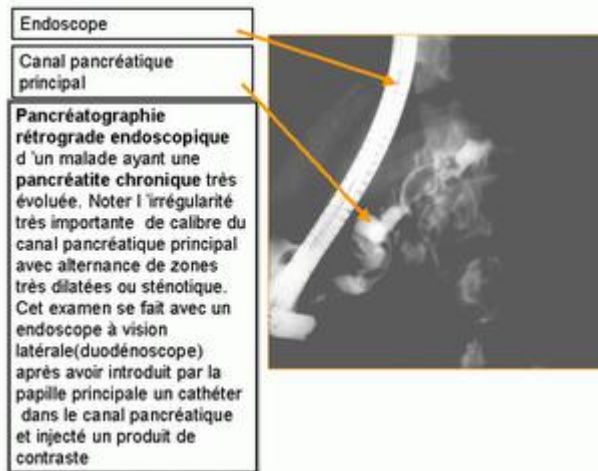 Endoscope
Canal pancréatique
principal
Pancréatographie
rétrograde endoscopique
d 'un malade ayant une
pancréatite chronique très
évoluée. Noter l 'irrégularité
très importante  de calibre du
canal pancréatique principal
avec alternance de zones
très dilatées ou sténotique.
Cet examen se fait avec un
endoscope à vision
latérale(duodénoscope)
après avoir introduit par la
papille principale un cathéter
dans le canal pancréatique
et injecté un produit de
contraste